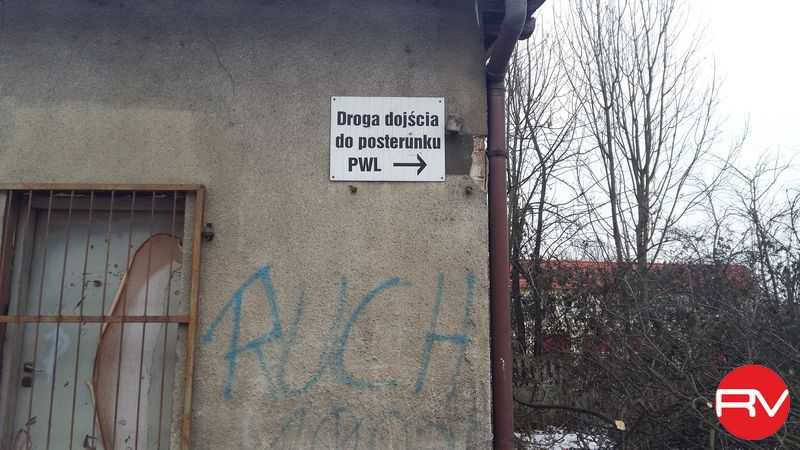 Droga dojścia
do posterunku
PWL →
RUCH
RV